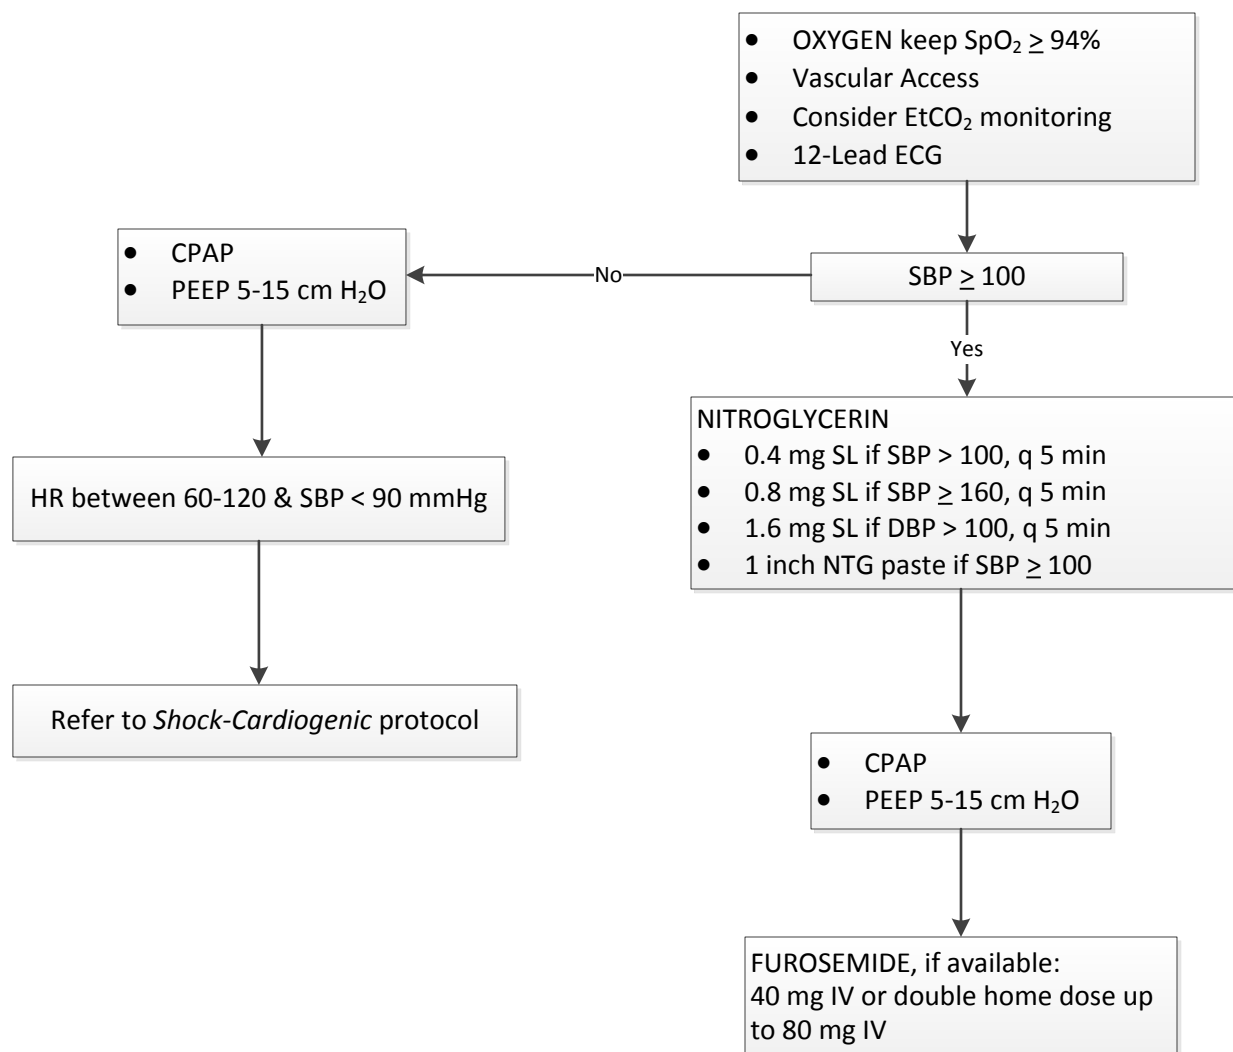 • OXYGEN keep SpO₂ ≥ 94%
• Vascular Access
• Consider EtCO₂ monitoring
• 12-Lead ECG
• CPAP
• PEEP 5-15 cm H₂O
No
SBP ≥ 100
Yes
NITROGLYCERIN
• 0.4 mg SL if SBP > 100, q 5 min
• 0.8 mg SL if SBP ≥ 160, q 5 min
• 1.6 mg SL if DBP > 100, q 5 min
• 1 inch NTG paste if SBP ≥ 100
HR between 60-120 & SBP < 90 mmHg
Refer to Shock-Cardiogenic protocol
• CPAP
• PEEP 5-15 cm H₂O
FUROSEMIDE, if available:
40 mg IV or double home dose up
to 80 mg IV